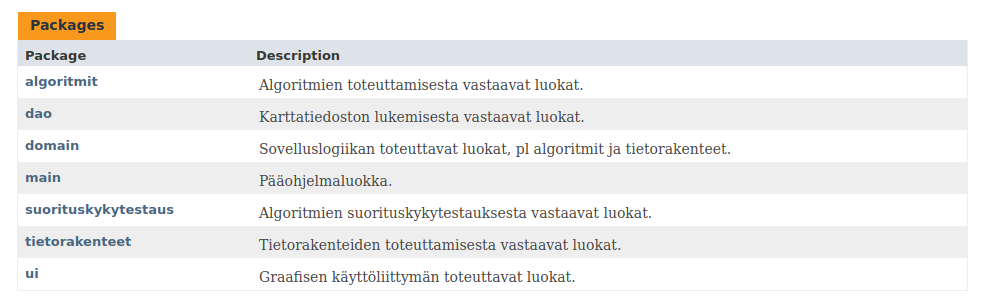 Packages
Package Description
algoritmit Algoritmien toteuttamisesta vastaavat luokat.
dao Karttatiedoston lukemisesta vastaavat luokat.
domain Sovelluslogiikan toteuttavat luokat, pl algoritmit ja tietorakenteet.
main Pääohjelmaluokka.
suorituskykytestaus Algoritmien suorituskykytestauksesta vastaavat luokat.
tietorakenteet Tietorakenteiden toteuttamisesta vastaavat luokat.
ui Graafisen käyttöliittymän toteuttavat luokat.